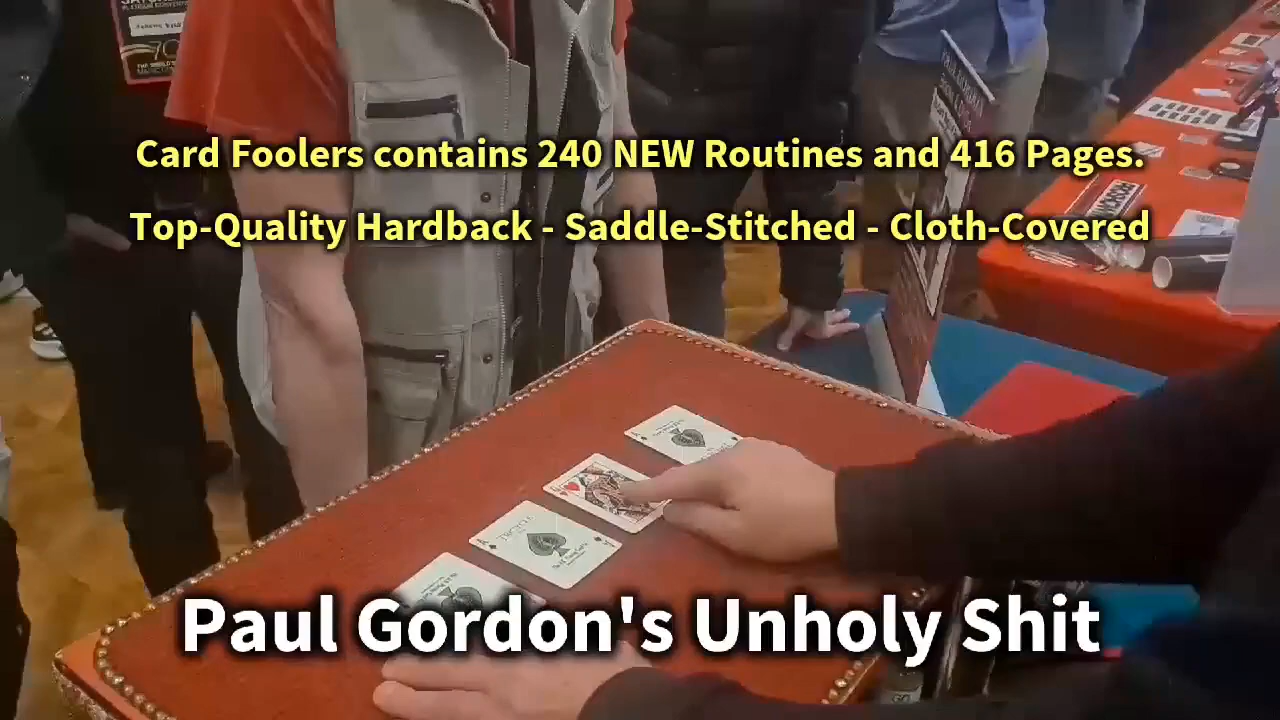 Card Foolers contains 240 NEW Routines and 416 Pages.
Top-Quality Hardback - Saddle-Stitched - Cloth-Covered
Paul Gordon's Unholy Shit